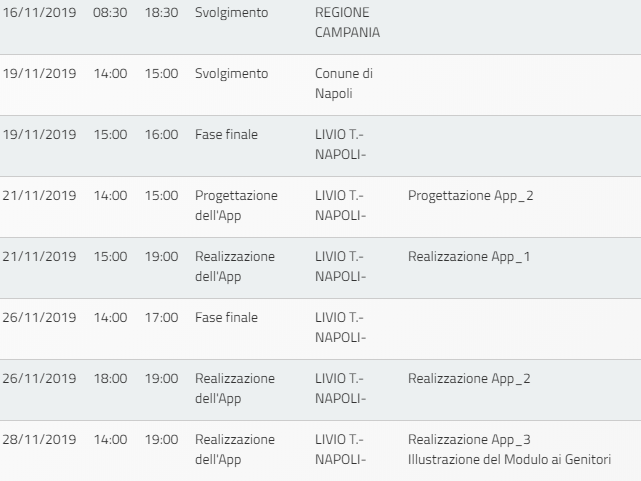 16/11/2019 08:30 18:30 Svolgimento REGIONE
CAMPANIA
19/11/2019 14:00 15:00 Svolgimento Conune di
Napoli
19/11/2019 15:00 16:00 Fase finale LIVIO T.-
NAPOLI-
21/11/2019 14:00 15:00 Progettazione LIVIO T.- Progettazione App_2
dell'App NAPOLI-
21/11/2019 15:00 19:00 Realizzazione LIVIO T.- Realizzazione App_1
dell'App NAPOLI-
26/11/2019 14:00 17:00 Fase finale LIVIO T.-
NAPOLI-
26/11/2019 18:00 19:00 Realizzazione LIVIO T.- Realizzazione App_2
dell'App NAPOLI-
28/11/2019 14:00 19:00 Realizzazione LIVIO T.- Realizzazione App_3
dell'App NAPOLI- Illustrazione del Modulo ai Genitori